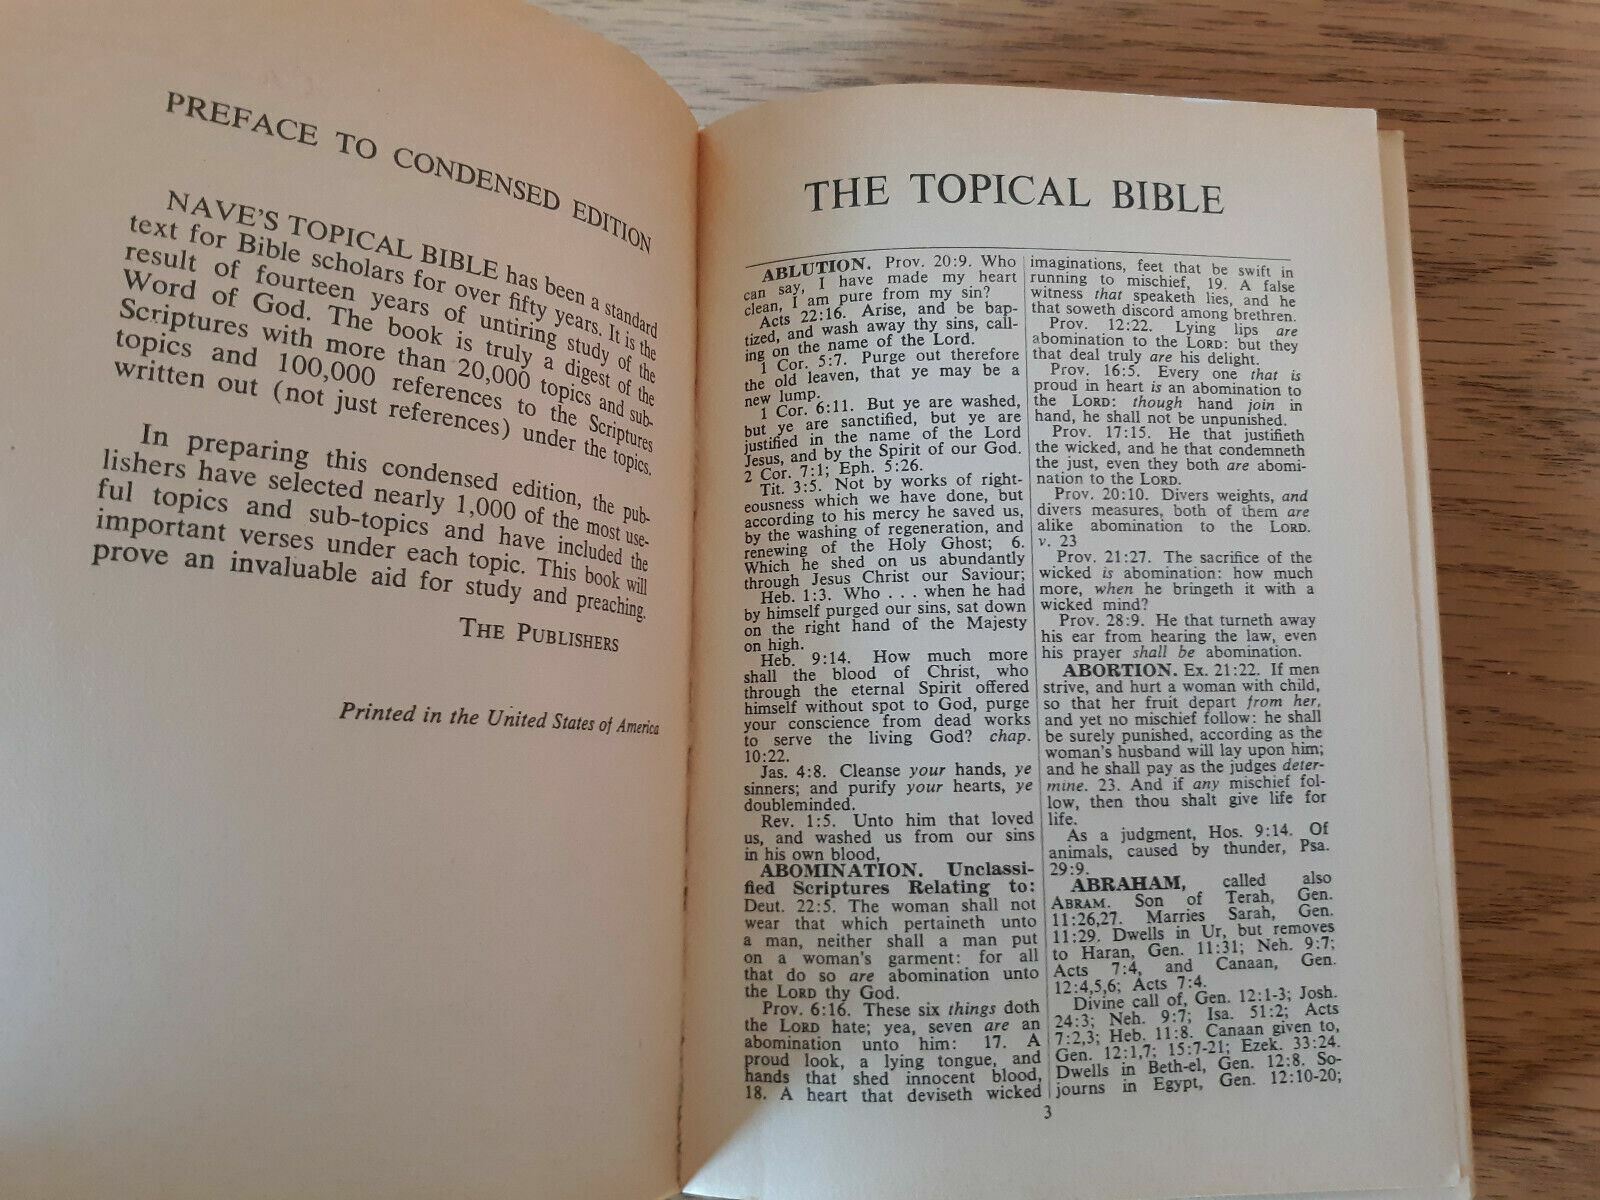 PREFACE TO CONDENSED EDITION
NAVE'S TOPICAL BIBLE has been a standard
text for Bible scholars for over fifty years. It is the
result of fourteen years of untiring study of the
Word of God. The book is truly a digest of the
Scriptures with more than 20,000 topics and sub-
topics and 100,000 references to the Scriptures
written out (not just references) under the topics.
In preparing this condensed edition, the pub-
lishers have selected nearly 1,000 of the most use-
ful topics and sub-topics and have included the
important verses under each topic. This book will
prove an invaluable aid for study and preaching.
THE PUBLISHERS
Printed in the United States of America
THE TOPICAL BIBLE
ABLUTION. Prov. 20:9. Who
can say, I have made my heart
clean, I am pure from my sin?
Acts 22:16. Arise, and be bap-
tized, and wash away thy sins, call-
ing on the name of the Lord.
1 Cor. 5:7. Purge out therefore
the old leaven, that ye may be a
new lump.
1 Cor. 6:11. But ye are washed,
but ye are sanctified, but ye are
justified in the name of the Lord
Jesus, and by the Spirit of our God.
2 Cor. 7:1; Eph. 5:26.
Tit. 3:5. Not by works of right-
eousness which we have done, but
according to his mercy he saved us,
by the washing of regeneration, and
renewing of the Holy Ghost; 6.
Which he shed on us abundantly
through Jesus Christ our Saviour;
Heb. 1:3. Who . . . when he had
by himself purged our sins, sat down
on the right hand of the Majesty
on high.
Heb. 9:14. How much more
shall the blood of Christ, who
through the eternal Spirit offered
himself without spot to God, purge
your conscience from dead works
to serve the living God? chap.
10:22.
Jas. 4:8. Cleanse your hands, ye
sinners; and purify your hearts, ye
doubleminded.
Rev. 1:5. Unto him that loved
us, and washed us from our sins
in his own blood,
ABOMINATION. Unclassi-
fied Scriptures Relating to:
Deut. 22:5. The woman shall not
wear that which pertaineth unto
a man, neither shall a man put
on a woman's garment: for all
that do so are abomination unto
the LORD thy God.
Prov. 6:16. These six things doth
the LORD hate; yea, seven are an
abomination unto him: 17. A
proud look, a lying tongue, and
hands that shed innocent blood,
18. A heart that deviseth wicked
imaginations, feet that be swift in
running to mischief, 19. A false
witness that speaketh lies, and he
that soweth discord among brethren.
Prov. 12:22. Lying lips are
abomination to the LORD: but they
that deal truly are his delight.
Prov. 16:5. Every one that is
proud in heart is an abomination to
the LORD: though hand join in
hand, he shall not be unpunished.
Prov. 17:15. He that justifieth
the wicked, and he that condemneth
the just, even they both are abomi-
nation to the LORD.
Prov. 20:10. Divers weights, and
divers measures, both of them are
alike abomination to the LORD.
v. 23
Prov. 21:27. The sacrifice of the
wicked is abomination: how much
more, when he bringeth it with a
wicked mind?
Prov. 28:9. He that turneth away
his ear from hearing the law, even
his prayer shall be abomination.
ABORTION. Ex. 21:22. If men
strive, and hurt a woman with child,
so that her fruit depart from her,
and yet no mischief follow: he shall
be surely punished, according as the
woman's husband will lay upon him;
and he shall pay as the judges deter-
mine. 23. And if any mischief fol-
low, then thou shalt give life for
life.
As a judgment, Hos. 9:14. Of
animals, caused by thunder, Psa.
29:9.
ABRAHAM, called also
ABRAM. Son of Terah, Gen.
11:26,27. Marries Sarah, Gen.
11:29. Dwells in Ur, but removes
to Haran, Gen. 11:31; Neh. 9:7;
Acts 7:4, and Canaan, Gen.
12:4,5,6; Acts 7:4.
Divine call of, Gen. 12:1-3; Josh.
24:3; Neh. 9:7; Isa. 51:2; Acts
7:2,3; Heb. 11:8. Canaan given to,
Gen. 12:1,7; 15:7-21; Ezek. 33:24.
Dwells in Beth-el, Gen. 12:8. So-
journs in Egypt, Gen. 12:10-20;
3